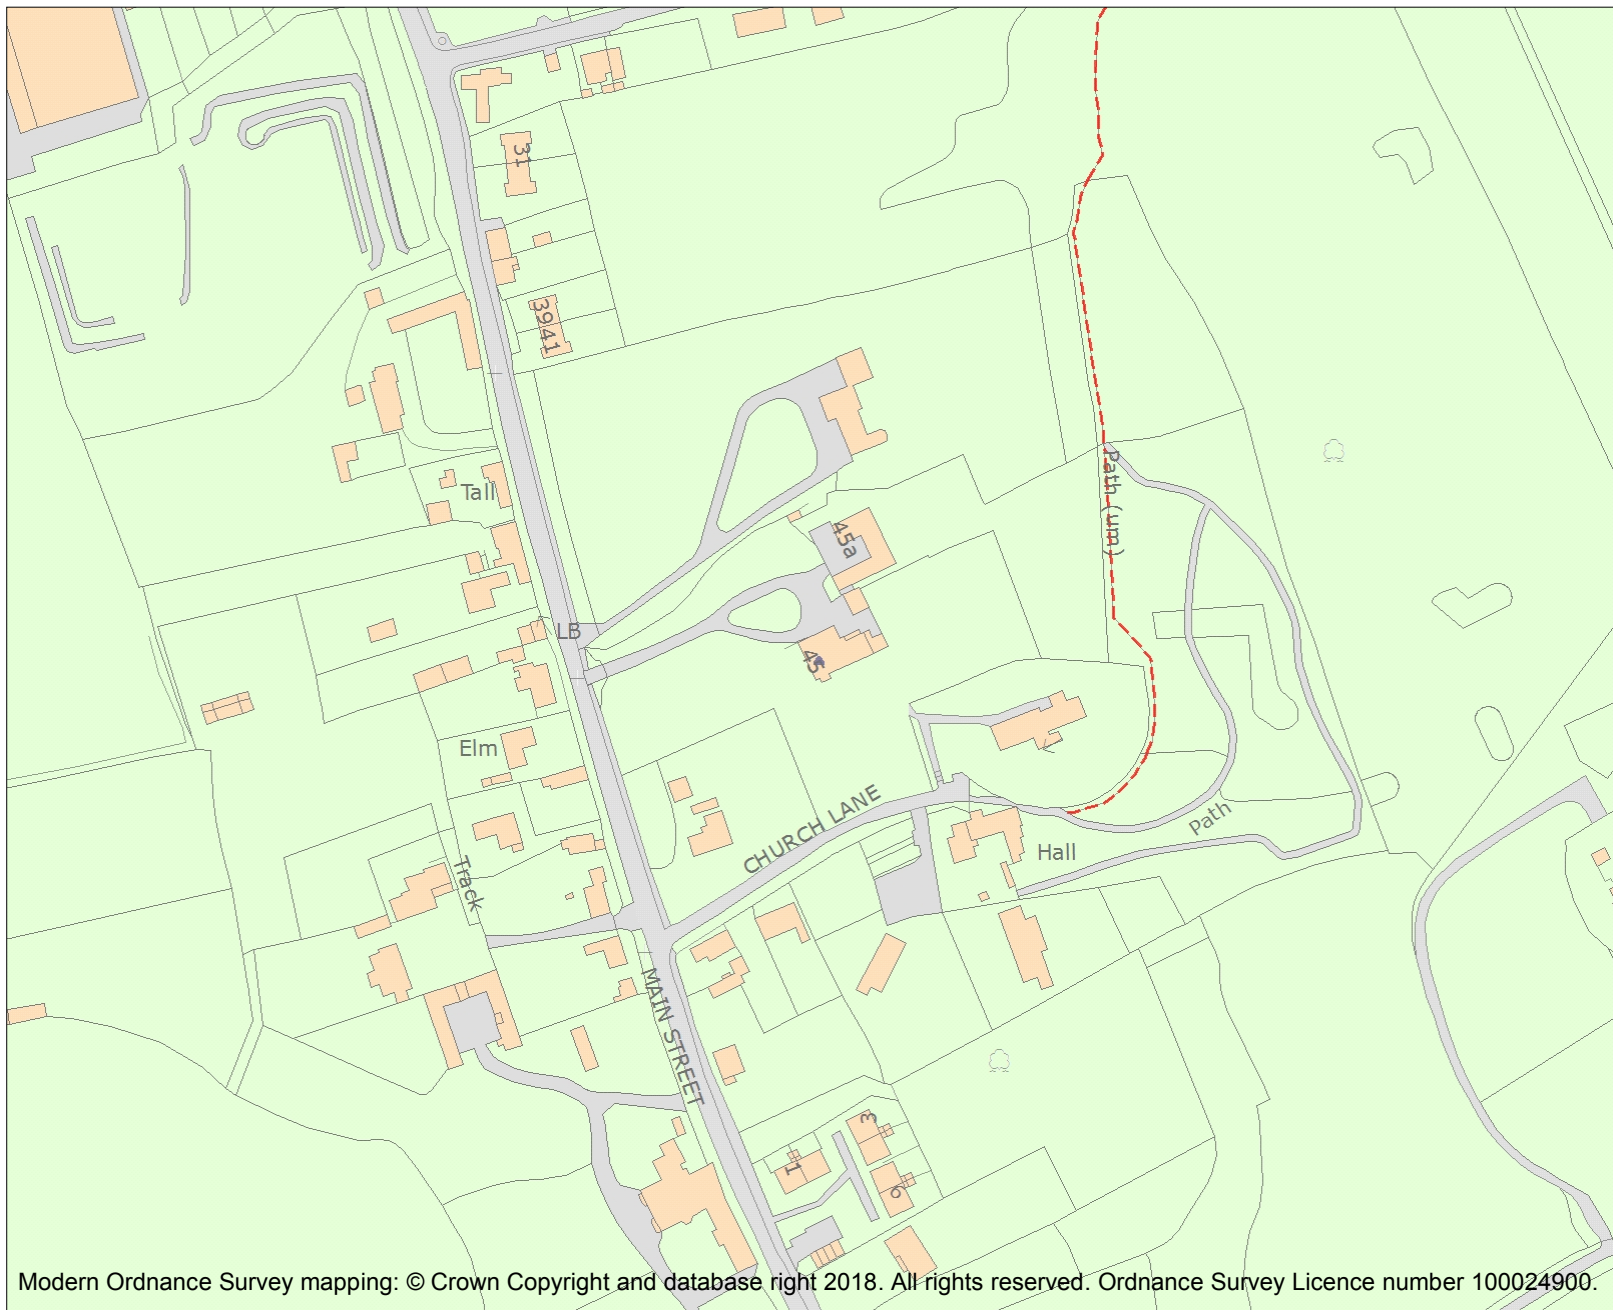 31
3941
Tall
45a
Path (um)
LB
45
Elm
CHURCH LANE
Path
Hall
Track
MAIN STREET
3
1
6
Modern Ordnance Survey mapping: © Crown Copyright and database right 2018. All rights reserved. Ordnance Survey Licence number 100024900.